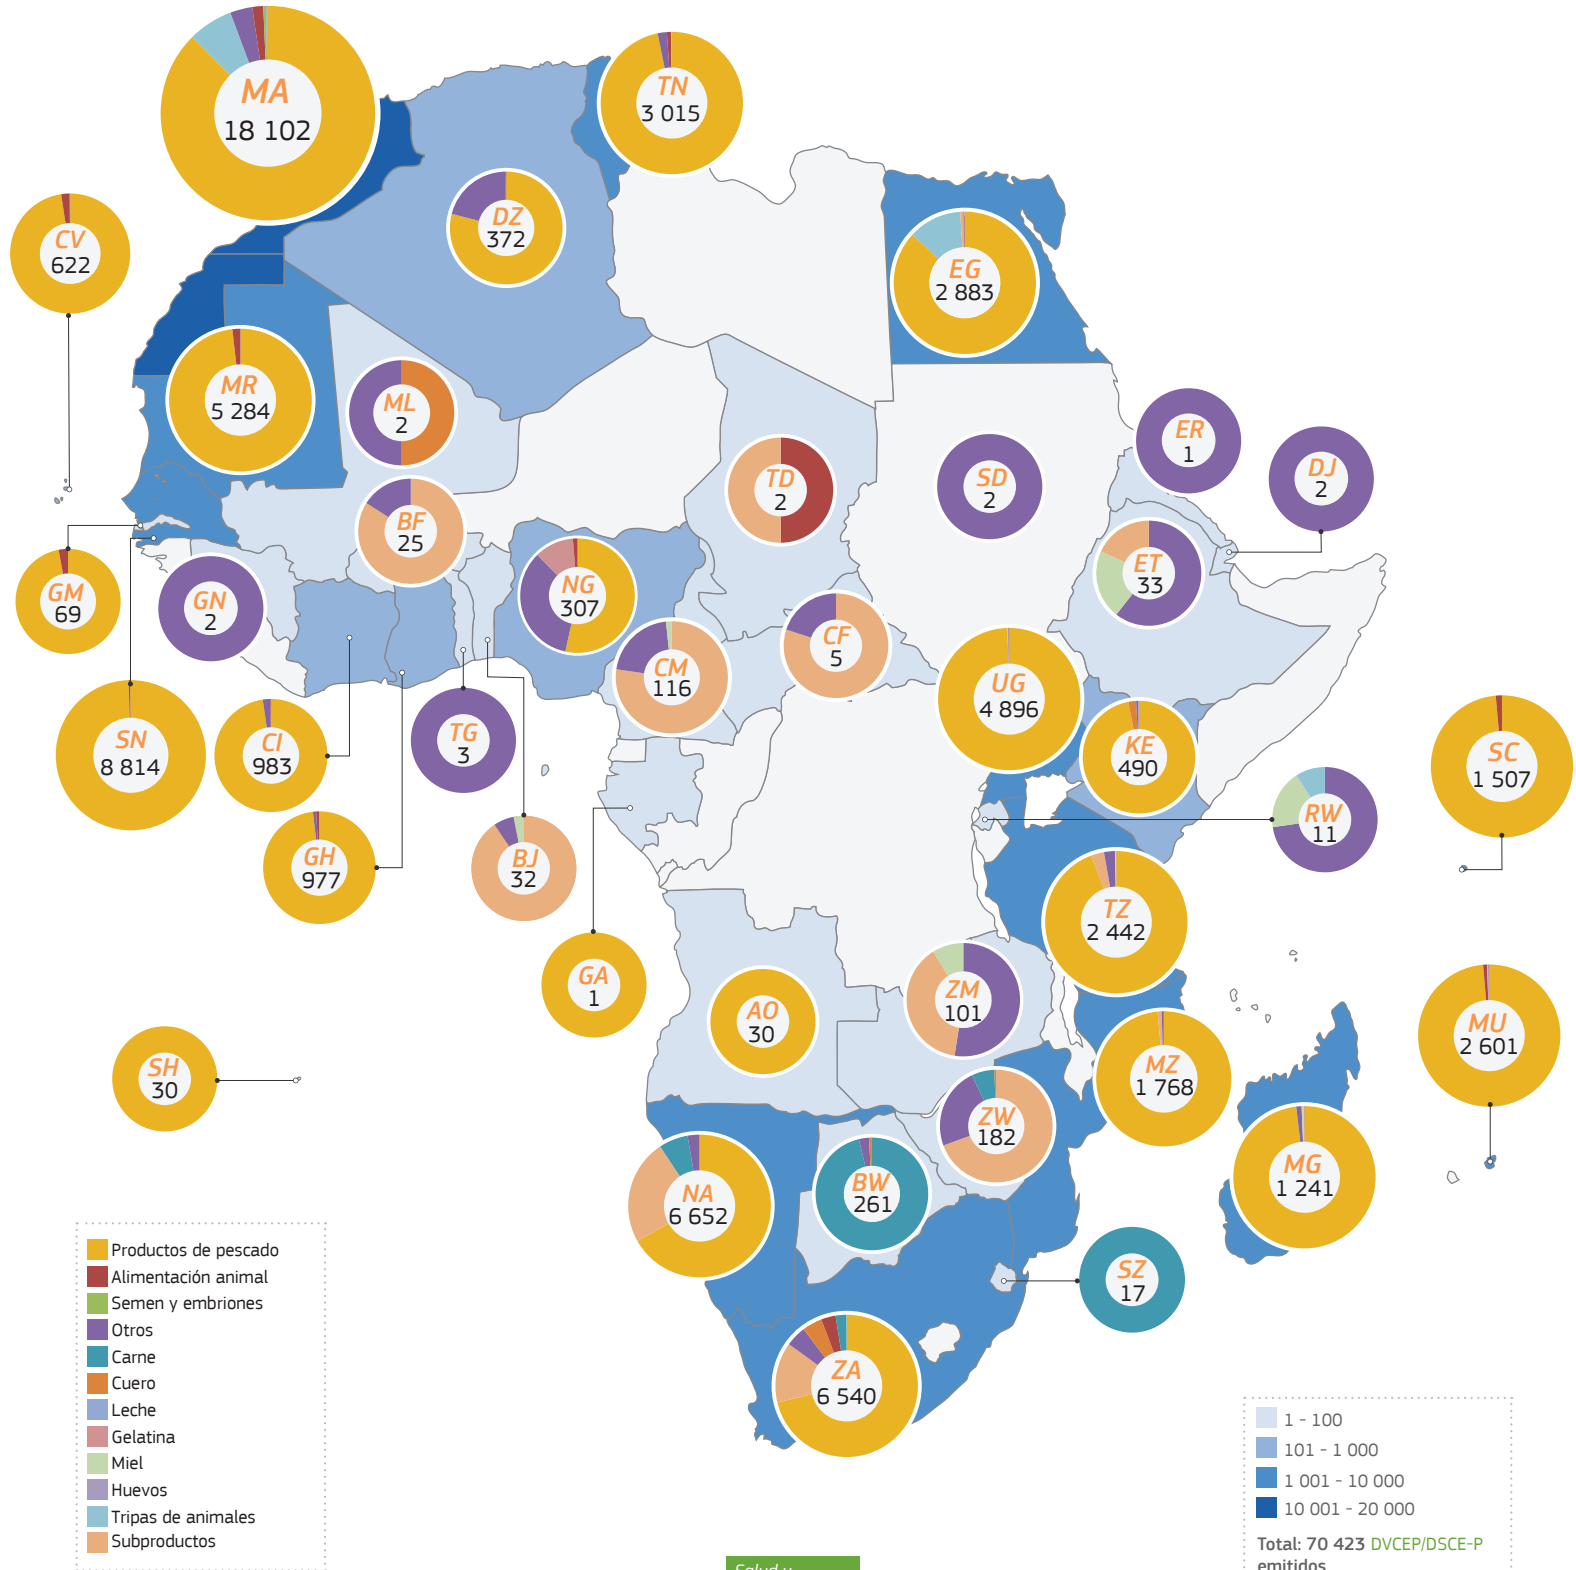 MA
18 102
TN
3 015
DZ
372
CV
622
EG
2 883
MR
5 284
ML
2
ER
1
DJ
2
TD
2
SD
2
BF
25
ET
33
NG
307
GM
69
GN
2
CF
5
CM
116
UG
4 896
SN
8 814
CI
983
TG
3
KE
490
SC
1 507
RW
11
GH
977
BJ
32
TZ
2 442
GA
1
AO
30
ZM
101
MU
2 601
SH
30
MZ
1 768
ZW
182
MG
1 241
NA
6 652
BW
261
SZ
17
ZA
6 540
Productos de pescado
Alimentación animal
Semen y embriones
Otros
Carne
Cuero
Leche
Gelatina
Miel
Huevos
Tripas de animales
Subproductos
1 - 100
101 - 1 000
1 001 - 10 000
10 001 - 20 000
Total: 70 423 DVCEP/DSCE-P
emitidos
Salud y